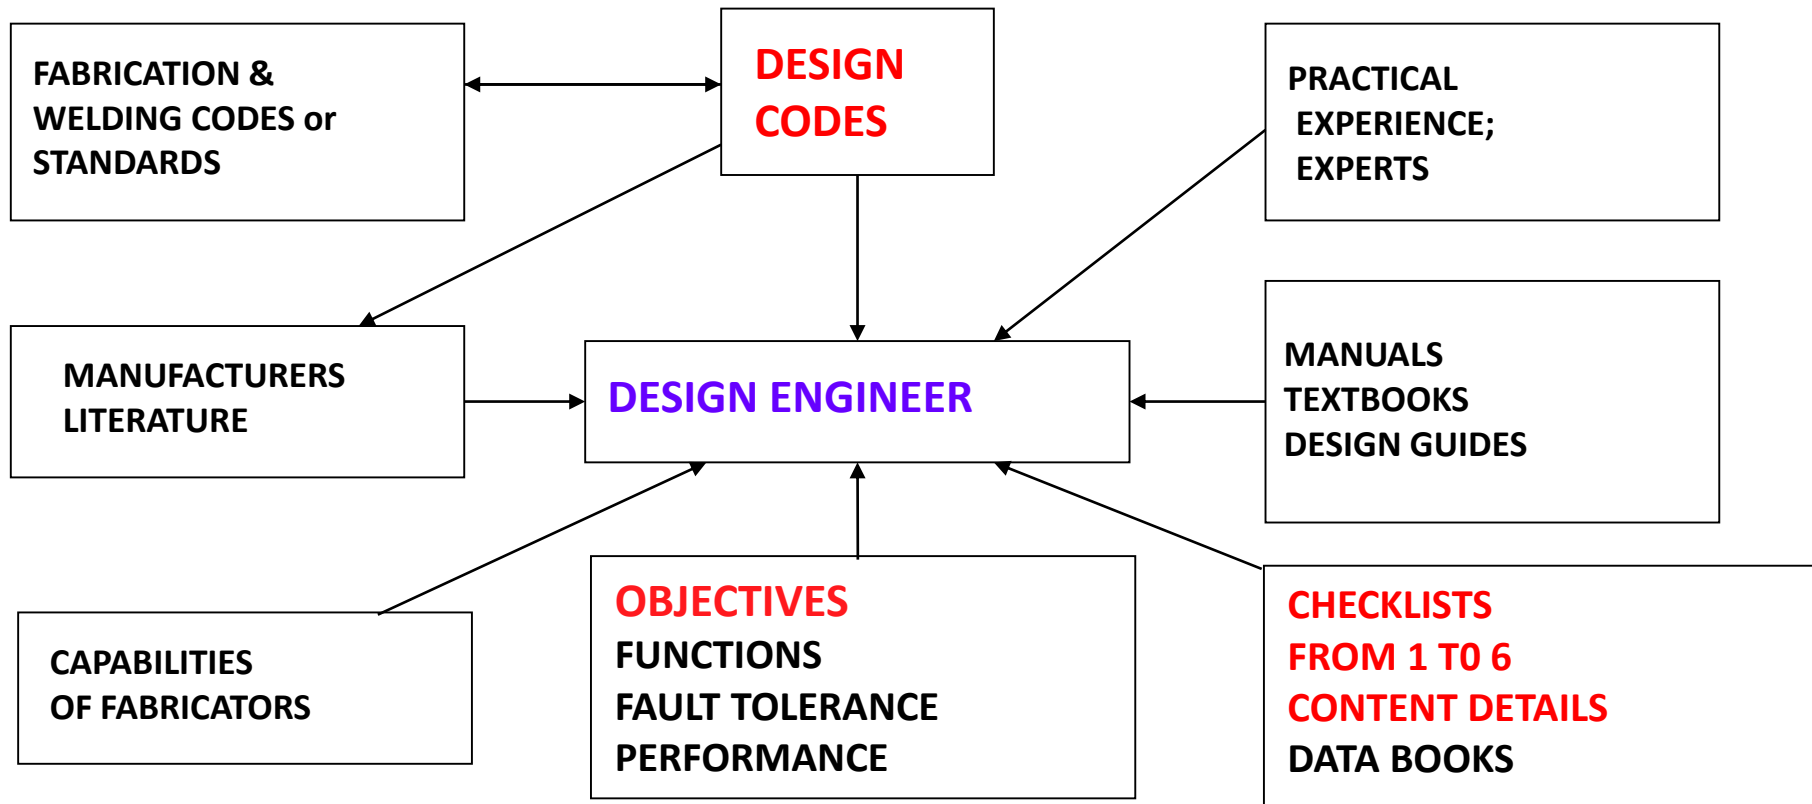 FABRICATION &
WELDING CODES or
STANDARDS
DESIGN
CODES
PRACTICAL
EXPERIENCE;
EXPERTS
MANUFACTURERS
LITERATURE
DESIGN ENGINEER
MANUALS
TEXTBOOKS
DESIGN GUIDES
CAPABILITIES
OF FABRICATORS
OBJECTIVES
FUNCTIONS
FAULT TOLERANCE
PERFORMANCE
CHECKLISTS
FROM 1 T0 6
CONTENT DETAILS
DATA BOOKS